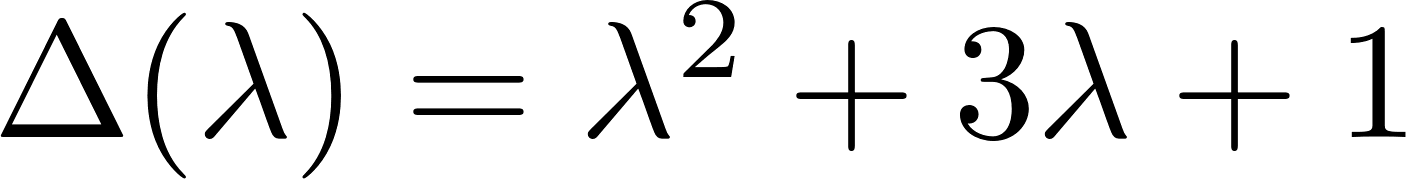 Δ(λ) = λ² + 3λ + 1